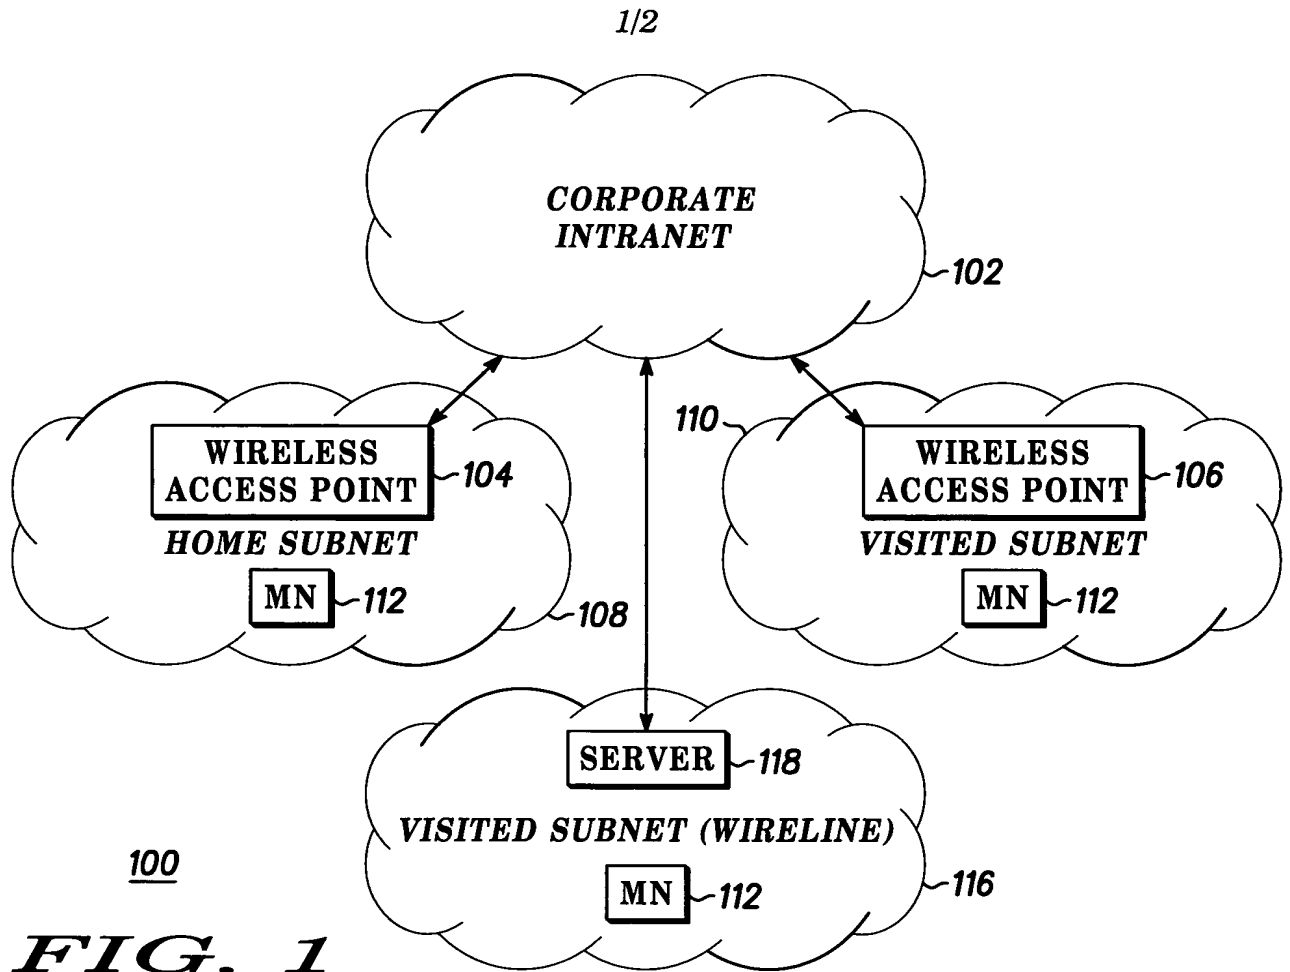 1/2
CORPORATE
INTRANET
102
110
WIRELESS
ACCESS POINT
104
HOME SUBNET
MN
112
108
WIRELESS
ACCESS POINT
106
VISITED SUBNET
MN
112
SERVER
118
VISITED SUBNET (WIRELINE)
MN
112
116
100
FIG. 1